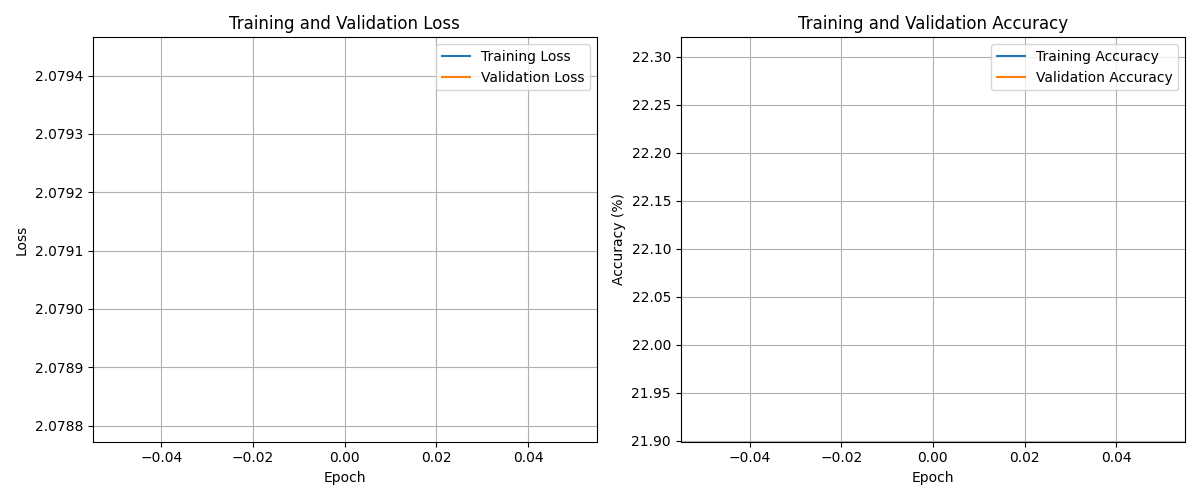 Training and Validation Loss
Training Loss
Validation Loss
2.0794
2.0793
2.0792
2.0791
2.0790
2.0789
2.0788
Loss
−0.04 −0.02 0.00 0.02 0.04
Epoch
Training and Validation Accuracy
Training Accuracy
Validation Accuracy
22.30
22.25
22.20
22.15
22.10
22.05
22.00
21.95
21.90
Accuracy (%)
−0.04 −0.02 0.00 0.02 0.04
Epoch